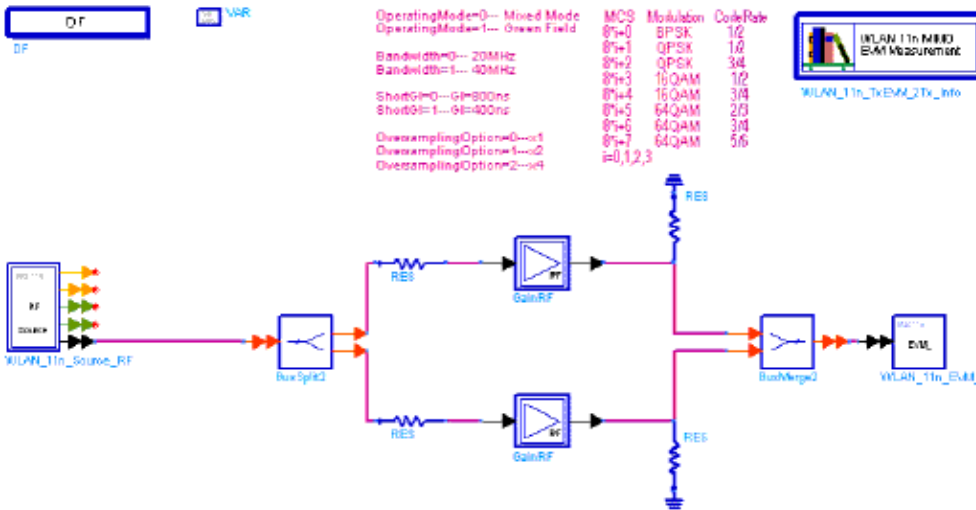 DF
DF
VAR
OperatingMode=0--- Mixed Mode
OperatingMode=1--- Green Field
Bandwidth=0--- 20MHz
Bandwidth=1--- 40MHz
ShortGI=0---GI=800ns
ShortGI=1---GI=400ns
OversamplingOption=0---x1
OversamplingOption=1---x2
OversamplingOption=2---x4
MCS Modulation CodeRate
8*i+0 BPSK 1/2
8*i+1 QPSK 1/2
8*i+2 QPSK 3/4
8*i+3 16QAM 1/2
8*i+4 16QAM 3/4
8*i+5 64QAM 2/3
8*i+6 64QAM 3/4
8*i+7 64QAM 5/6
i=0,1,2,3
WLAN 11n MIMO
EVM Measurement
WLAN_11n_TxEVM_2Tx_Info
RES
RES
RF
GainRF
RF
Source
WLAN_11n_Source_RF
BusSplit2
BusMerge2
EVM_
WLAN_11n_EVM_
RES
RF
GainRF
RES